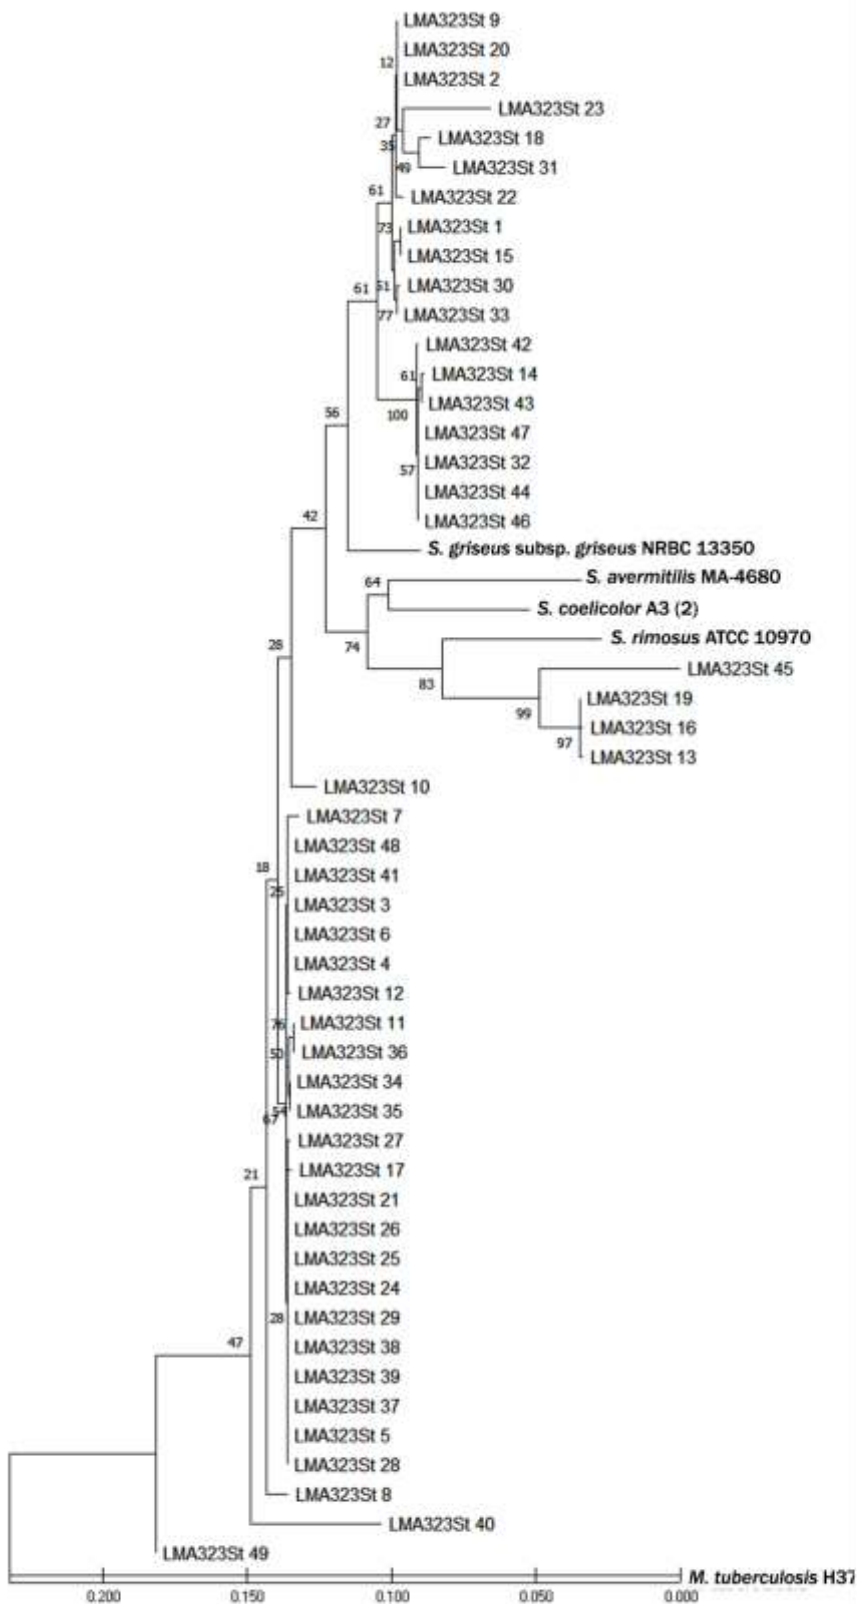 LMA323St 9
LMA323St 20
12
LMA323St 2
LMA323St 23
27
LMA323St 18
35
49
LMA323St 31
61
LMA323St 22
73
LMA323St 1
LMA323St 15
61
51
LMA323St 30
77
LMA323St 33
LMA323St 42
61
LMA323St 14
100
LMA323St 43
56
LMA323St 47
57
LMA323St 32
LMA323St 44
42
LMA323St 46
S. griseus subsp. griseus NRBC 13350
64
S. avermitilis MA-4680
S. coelicolor A3 (2)
28
74
S. rimosus ATCC 10970
83
LMA323St 45
99
LMA323St 19
97
LMA323St 16
LMA323St 13
LMA323St 10
LMA323St 7
LMA323St 48
18
LMA323St 41
25
LMA323St 3
LMA323St 6
LMA323St 4
LMA323St 12
76
LMA323St 11
50
LMA323St 36
LMA323St 34
54
LMA323St 35
67
LMA323St 27
21
LMA323St 17
LMA323St 21
LMA323St 26
LMA323St 25
LMA323St 24
28
LMA323St 29
47
LMA323St 38
LMA323St 39
LMA323St 37
LMA323St 5
LMA323St 28
LMA323St 8
LMA323St 40
LMA323St 49
M. tuberculosis H37
0.200 0.150 0.100 0.050 0.000